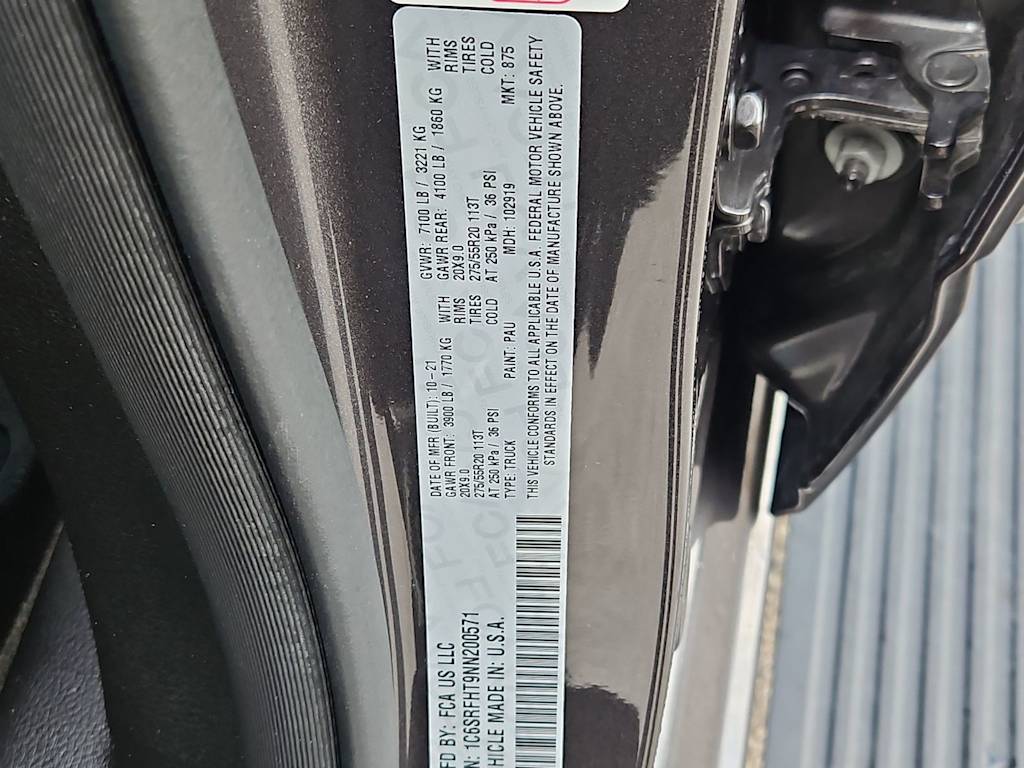 FD BY: FCA US LLC
DATE OF MFR (BUILT): 10-21 GVWR: 7100 LB / 3221 KG
GAWR FRONT: 3900 LB / 1770 KG WITH GAWR REAR: 4100 LB / 1860 KG WITH
20X9.0 RIMS 20X9.0 RIMS
275/55R20 113T TIRES 275/55R20 113T TIRES
AT 250 kPa / 36 PSI COLD AT 250 kPa / 36 PSI COLD
N: 1C6SRFHT9NN200571 TYPE: TRUCK PAINT: PAU MDH: 102919 MKT: 875
HICLE MADE IN: U.S.A.
THIS VEHICLE CONFORMS TO ALL APPLICABLE U.S.A. FEDERAL MOTOR VEHICLE SAFETY
STANDARDS IN EFFECT ON THE DATE OF MANUFACTURE SHOWN ABOVE.